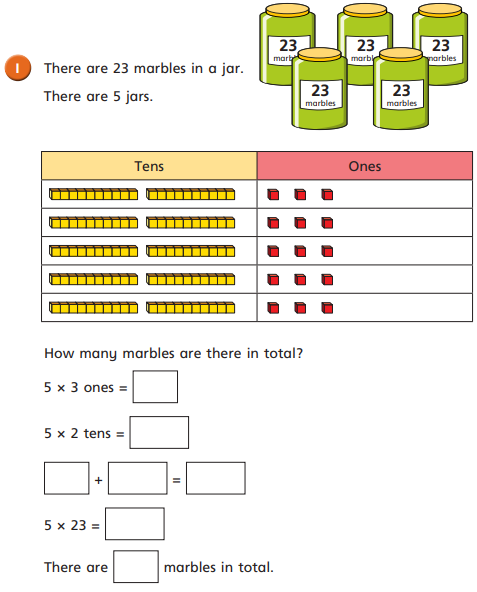 23
marbl
23
marbl
23
marbles
23
marbles
23
marbles
1
There are 23 marbles in a jar.
There are 5 jars.
Tens Ones
How many marbles are there in total?
5 × 3 ones =
5 × 2 tens =
+ =
5 × 23 =
There are marbles in total.